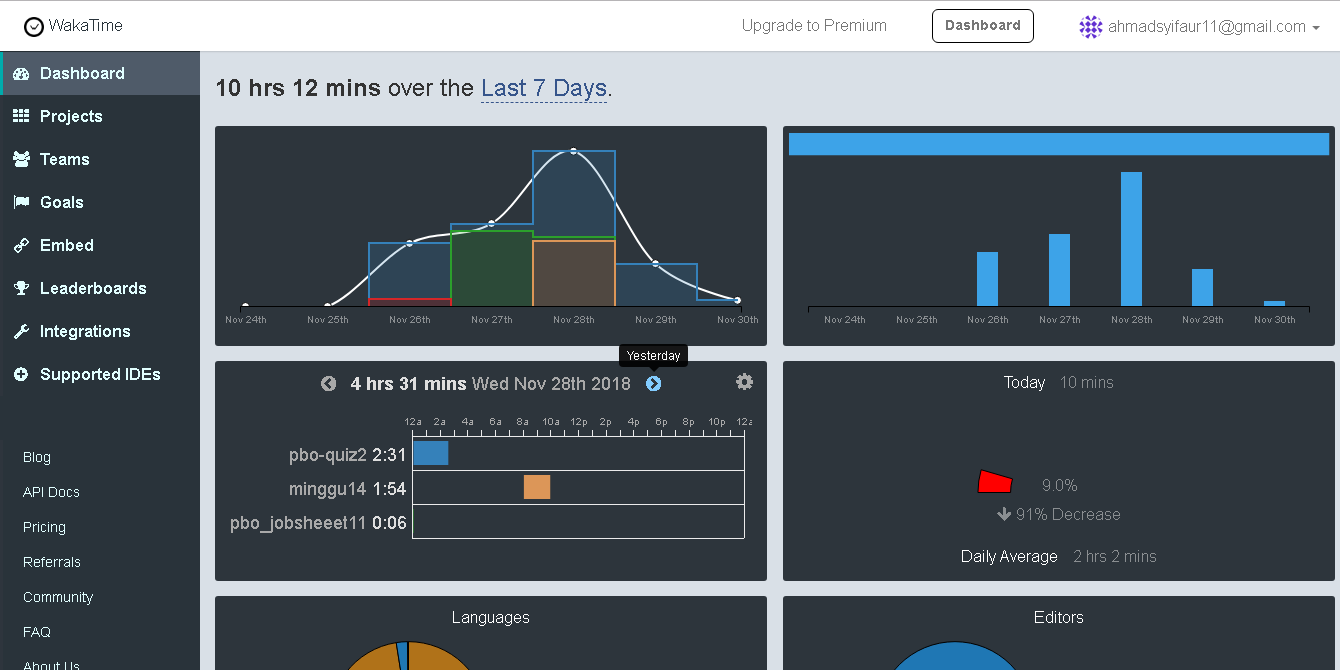 WakaTime
Upgrade to Premium
Dashboard
ahmadsyifaur11@gmail.com
Dashboard
Projects
Teams
Goals
Embed
Leaderboards
Integrations
Supported IDEs
Blog
API Docs
Pricing
Referrals
Community
FAQ
About Us
10 hrs 12 mins over the Last 7 Days.
Nov 24th Nov 25th Nov 26th Nov 27th Nov 28th Nov 29th Nov 30th
Nov 24th Nov 25th Nov 26th Nov 27th Nov 28th Nov 29th Nov 30th
Yesterday
4 hrs 31 mins Wed Nov 28th 2018
12a 2a 4a 6a 8a 10a 12p 2p 4p 6p 8p 10p 12a
pbo-quiz2 2:31
minggu14 1:54
pbo_jobsheeet11 0:06
Today 10 mins
9.0%
91% Decrease
Daily Average 2 hrs 2 mins
Languages
Editors